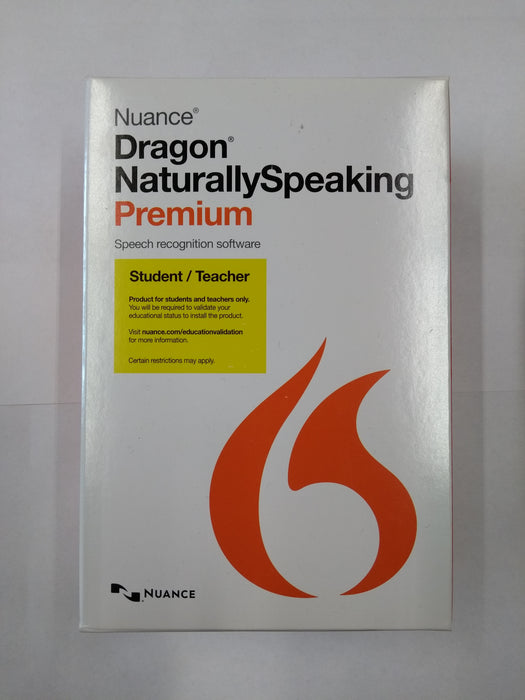 Nuance®
Dragon®
NaturallySpeaking
Premium
Speech recognition software
Student / Teacher
Product for students and teachers only.
You will be required to validate your
educational status to install the product.
Visit nuance.com/educationvalidation
for more information.
Certain restrictions may apply.
NUANCE